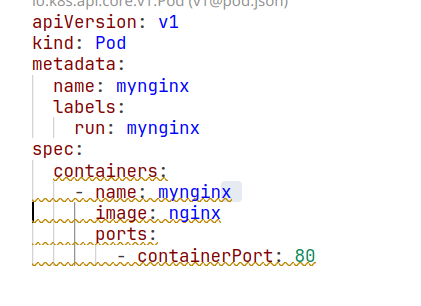 io.k8s.api.core.v1.Pod (v1@pod.json)
apiVersion: v1
kind: Pod
metadata:
  name: mynginx
  labels:
    run: mynginx
spec:
  containers:
    - name: mynginx
      image: nginx
      ports:
        - containerPort: 80